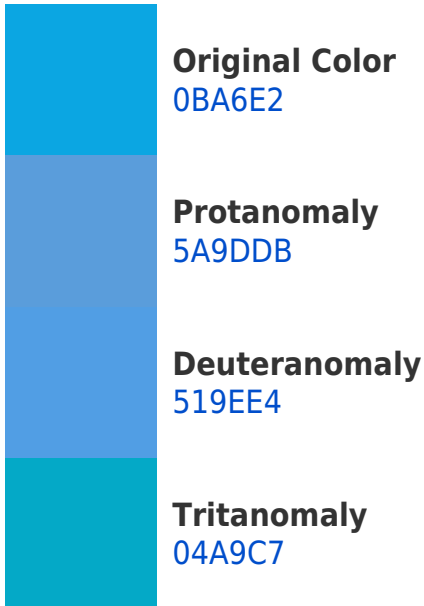 Original Color
0BA6E2
Protanomaly
5A9DDB
Deuteranomaly
519EE4
Tritanomaly
04A9C7